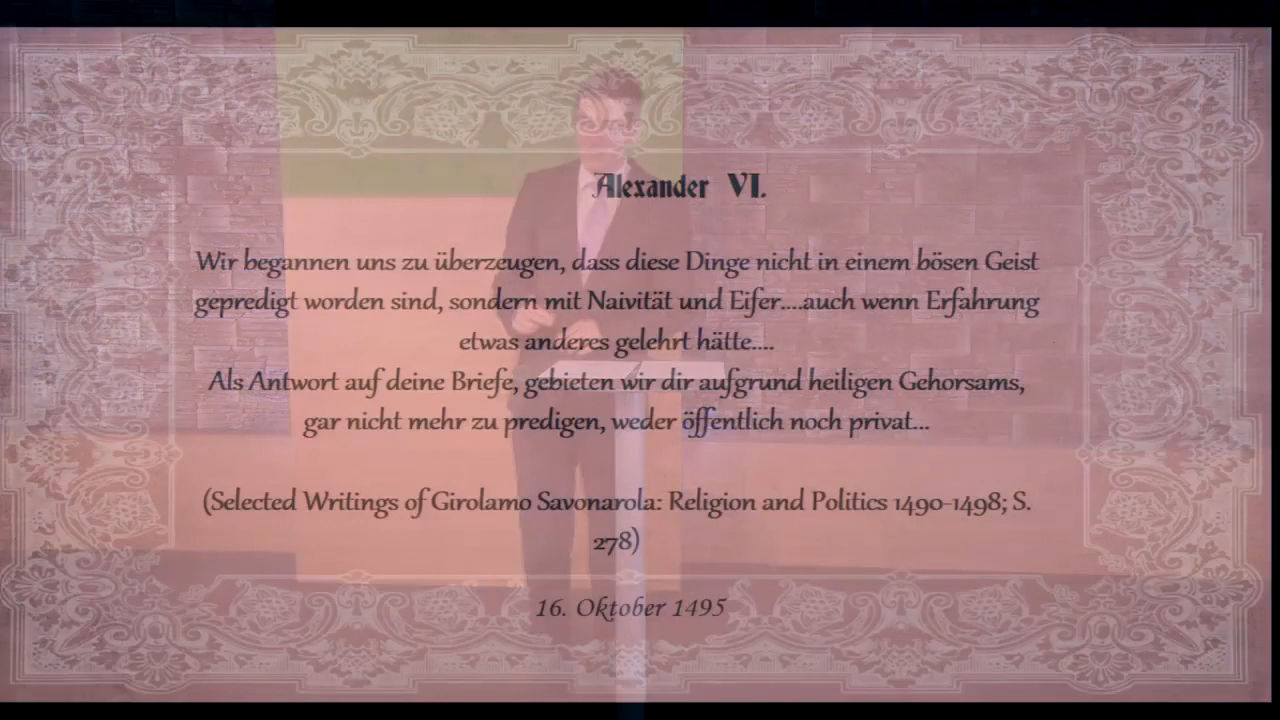 Alexander VI.
Wir begannen uns zu überzeugen, dass diese Dinge nicht in einem bösen Geist
gepredigt worden sind, sondern mit Naivität und Eifer....auch wenn Erfahrung
etwas anderes gelehrt hätte....
Als Antwort auf deine Briefe, gebieten wir dir aufgrund heiligen Gehorsams,
gar nicht mehr zu predigen, weder öffentlich noch privat...
(Selected Writings of Girolamo Savonarola: Religion and Politics 1490-1498; S.
278)
16. Oktober 1495